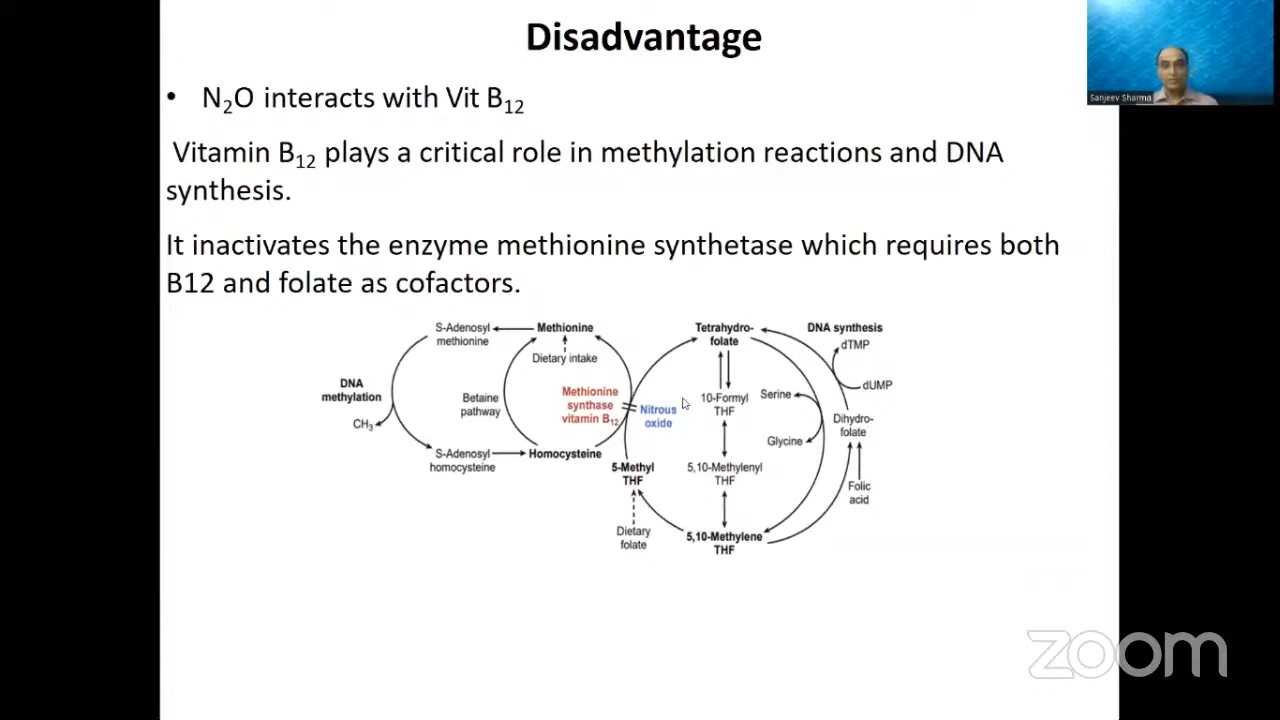 Disadvantage
• N₂O interacts with Vit B₁₂
Vitamin B₁₂ plays a critical role in methylation reactions and DNA
synthesis.
It inactivates the enzyme methionine synthetase which requires both
B12 and folate as cofactors.
S-Adenosyl
methionine
Methionine
Dietary intake
DNA
methylation
CH₃
Betaine
pathway
S-Adenosyl
homocysteine
Homocysteine
Methionine
synthase
vitamin B₁₂
Nitrous
oxide
5-Methyl
THF
Dietary
folate
Tetrahydro-
folate
10-Formyl
THF
5,10-Methylenyl
THF
5,10-Methylene
THF
Serine
Glycine
DNA synthesis
dTMP
dUMP
Dihydro-
folate
Folic
acid
Sanjeev Sharma
zoom